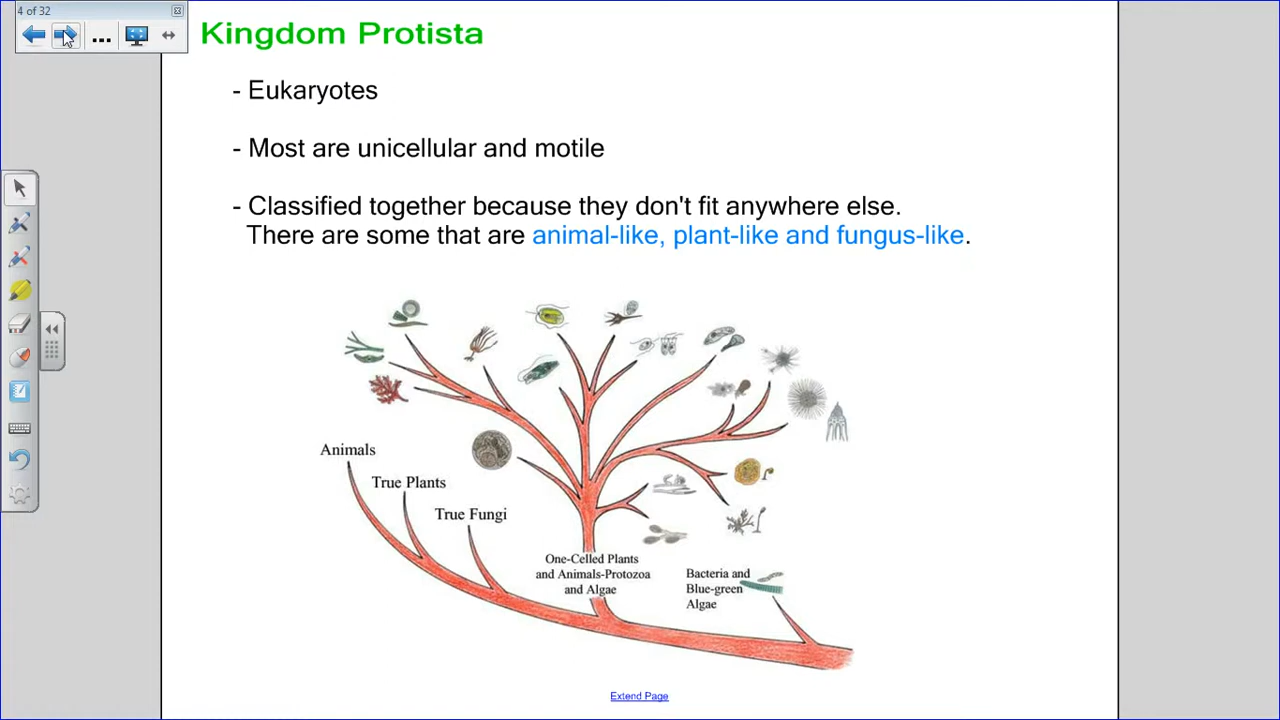 4 of 32
Kingdom Protista
- Eukaryotes
- Most are unicellular and motile
- Classified together because they don't fit anywhere else.
There are some that are animal-like, plant-like and fungus-like.
Animals
True Plants
True Fungi
One-Celled Plants
and Animals-Protozoa
and Algae
Bacteria and
Blue-green
Algae
Extend Page